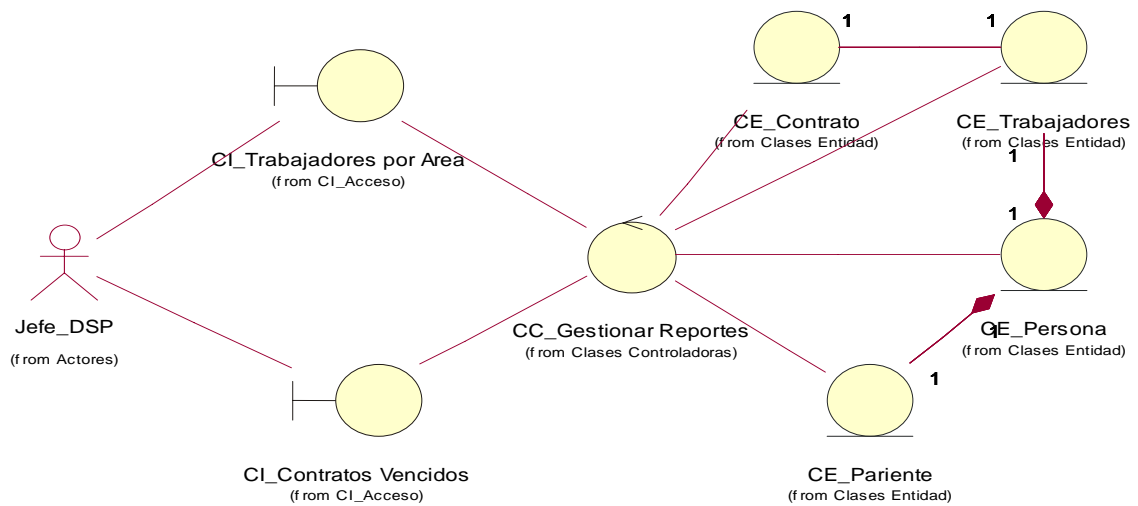 1
1
CE_Contrato
(from Clases Entidad)
CE_Trabajadores
(from Clases Entidad)
1
CI_Trabajadores por Area
(from CI_Acceso)
1
Jefe_DSP
(from Actores)
CC_Gestionar Reportes
(from Clases Controladoras)
CE_Persona
(from Clases Entidad)
1
1
CI_Contratos Vencidos
(from CI_Acceso)
CE_Pariente
(from Clases Entidad)